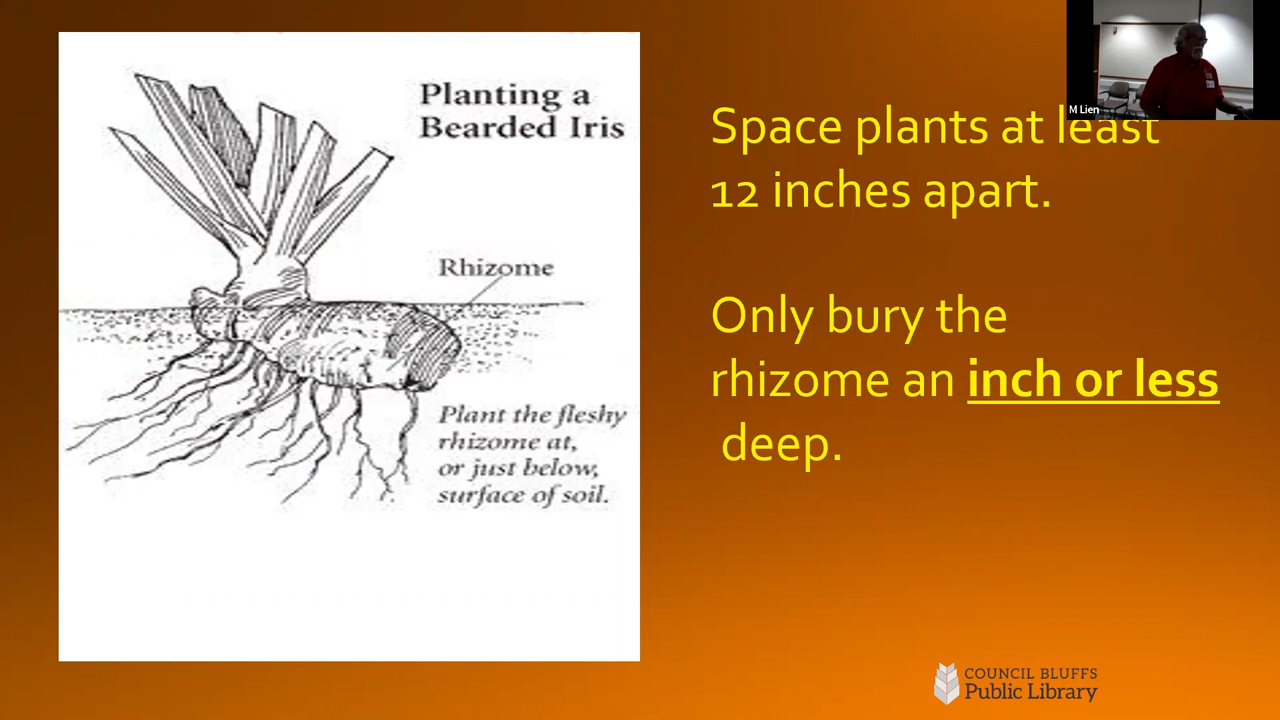 Planting a
Bearded Iris
Rhizome
Plant the fleshy
rhizome at,
or just below,
surface of soil.
M Lien
Space plants at least
12 inches apart.
Only bury the
rhizome an inch or less
deep.
COUNCIL BLUFFS
Public Library